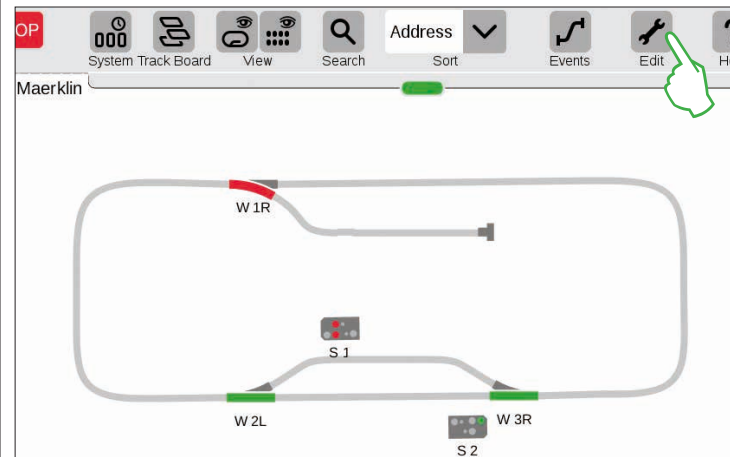 OP
Address
System Track Board View Search Sort Events Edit
Maerklin
W 1R
S 1
W 2L
W 3R
S 2